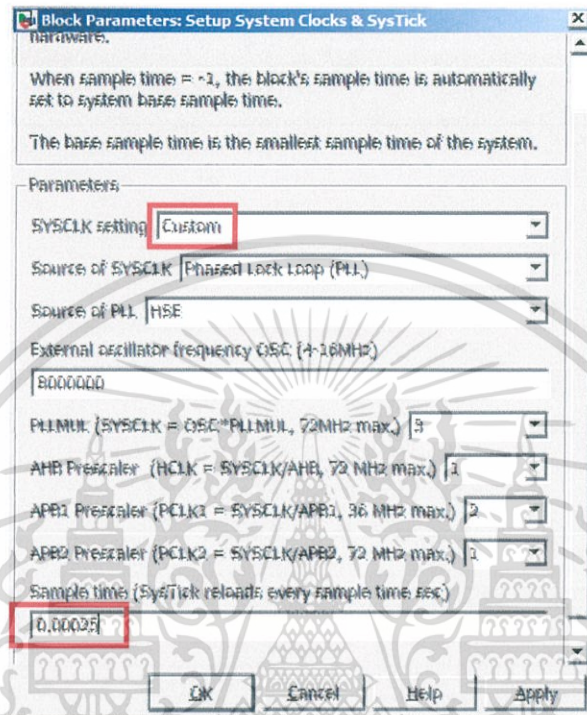 Block Parameters: Setup System Clocks & SysTick
hardware.
When sample time = -1, the block's sample time is automatically
set to system base sample time.
The base sample time is the smallest sample time of the system.
Parameters
SYSCLK setting Custom
Source of SYSCLK Phased Lock Loop (PLL)
Source of PLL HSE
External oscillator frequency OSC (4-16MHz)
8000000
PLLMUL (SYSCLK = OSC*PLLMUL, 72MHz max.)
AHB Prescaler (HCLK = SYSCLK/AHB, 72 MHz max.) 1
APB1 Prescaler (PCLK1 = SYSCLK/APB1, 36 MHz max.) 2
APB2 Prescaler (PCLK2 = SYSCLK/APB2, 72 MHz max.) 1
Sample time (SysTick reloads every sample time sec)
0.00025
OK Cancel Help Apply